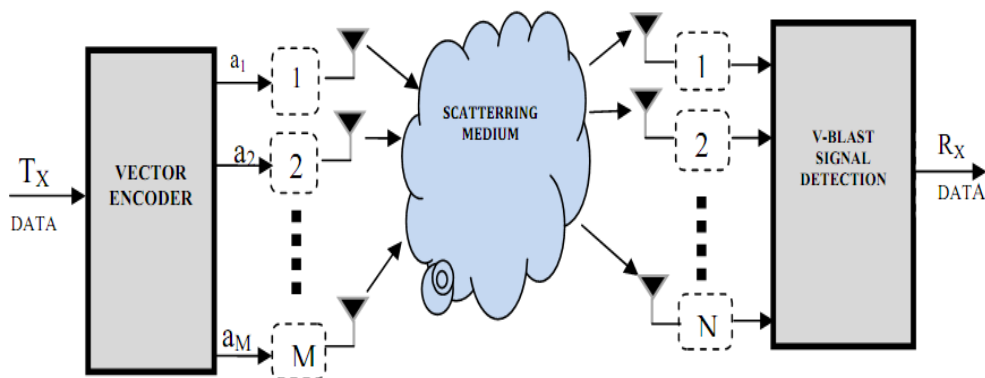 T_X
DATA
VECTOR
ENCODER
a_1
a_2
a_M
1
2
M
SCATTERRING
MEDIUM
1
2
N
V-BLAST
SIGNAL
DETECTION
R_X
DATA